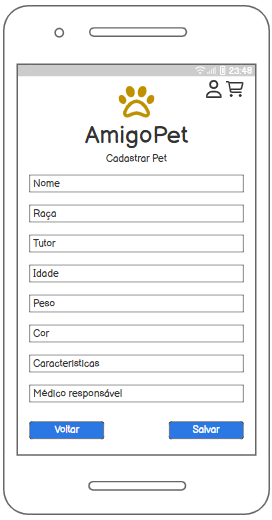 23:48
AmigoPet
Cadastrar Pet
Nome
Raça
Tutor
Idade
Peso
Cor
Características
Médico responsável
Voltar
Salvar